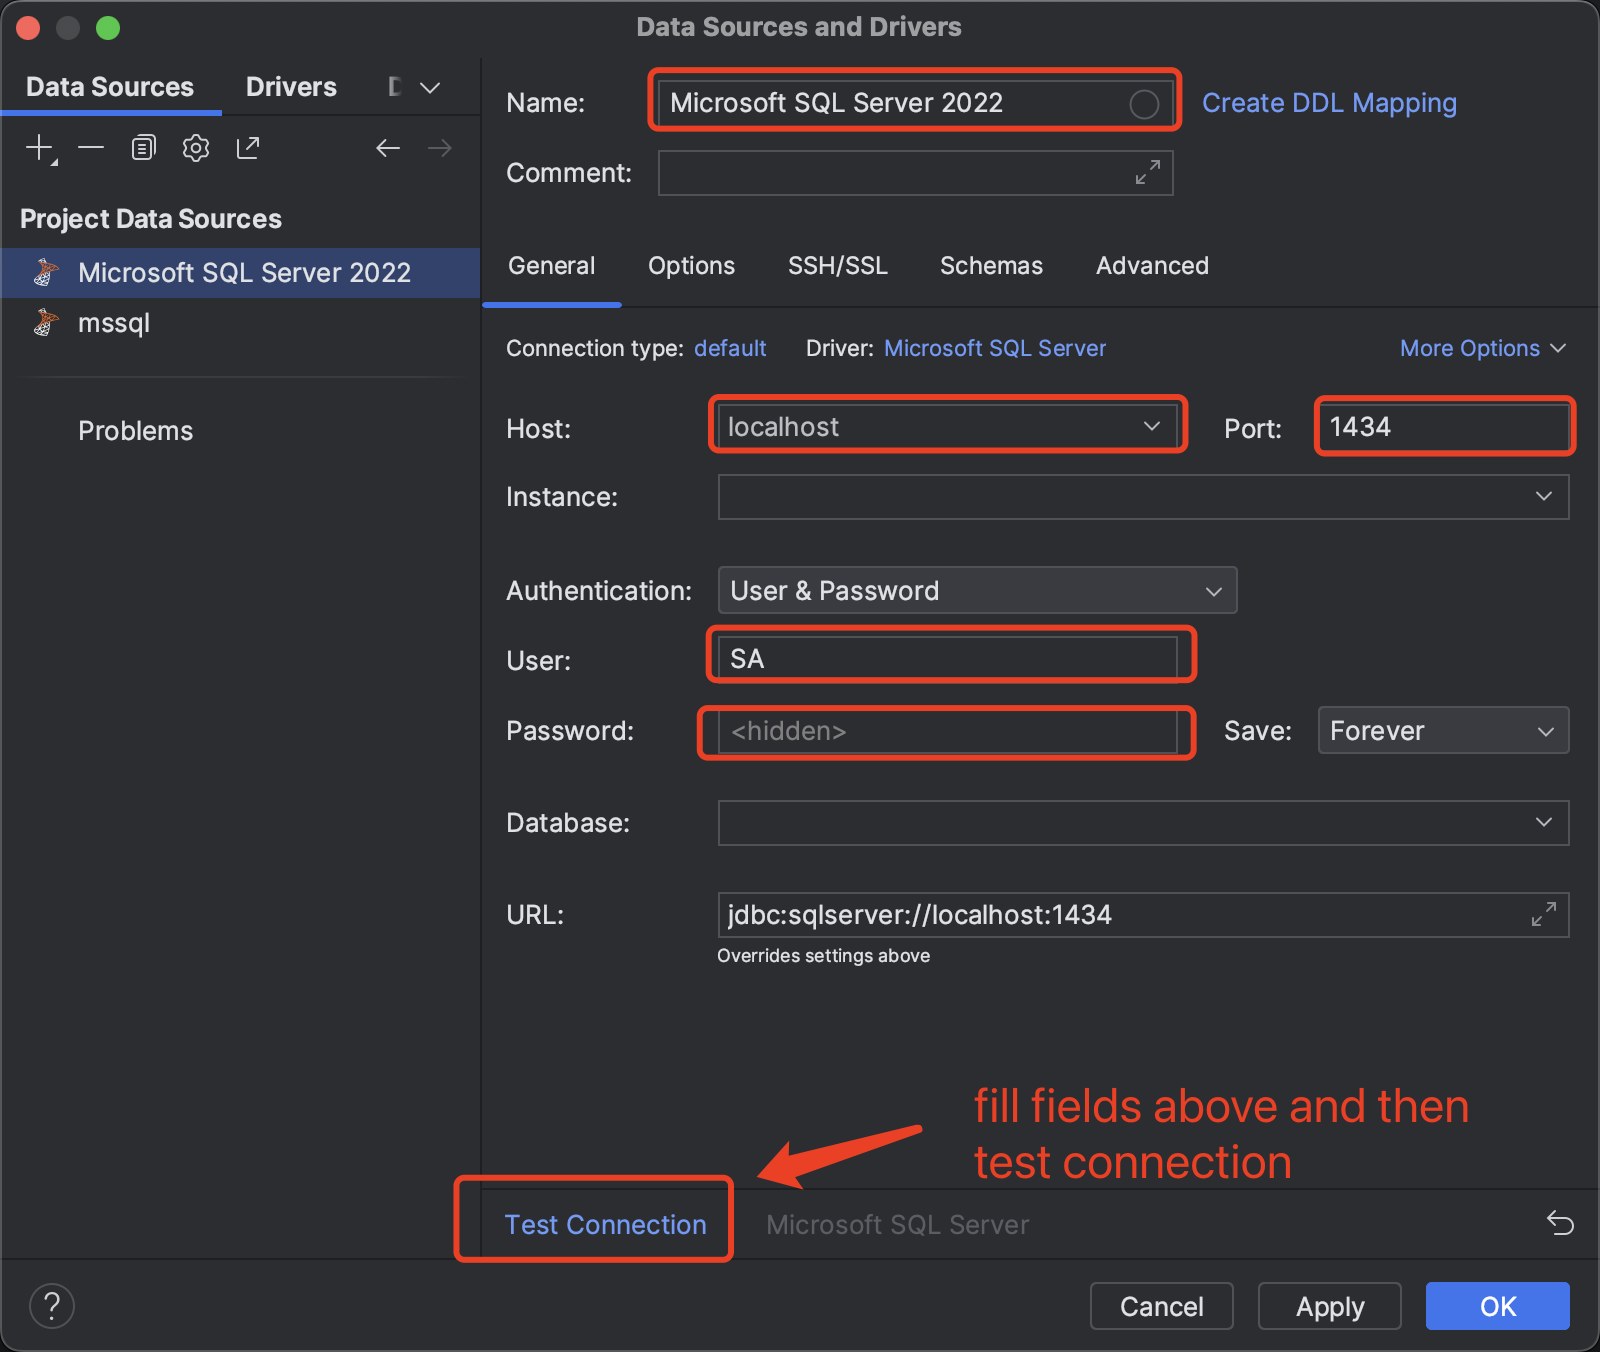 Data Sources and Drivers
Data Sources
Drivers
Project Data Sources
Microsoft SQL Server 2022
mssql
Problems
Name:
Microsoft SQL Server 2022
Create DDL Mapping
Comment:
General
Options
SSH/SSL
Schemas
Advanced
Connection type: default
Driver: Microsoft SQL Server
More Options
Host:
localhost
Port:
1434
Instance:
Authentication:
User & Password
User:
SA
Password:
<hidden>
Save:
Forever
Database:
URL:
jdbc:sqlserver://localhost:1434
Overrides settings above
fill fields above and then
test connection
Test Connection
Microsoft SQL Server
?
Cancel
Apply
OK